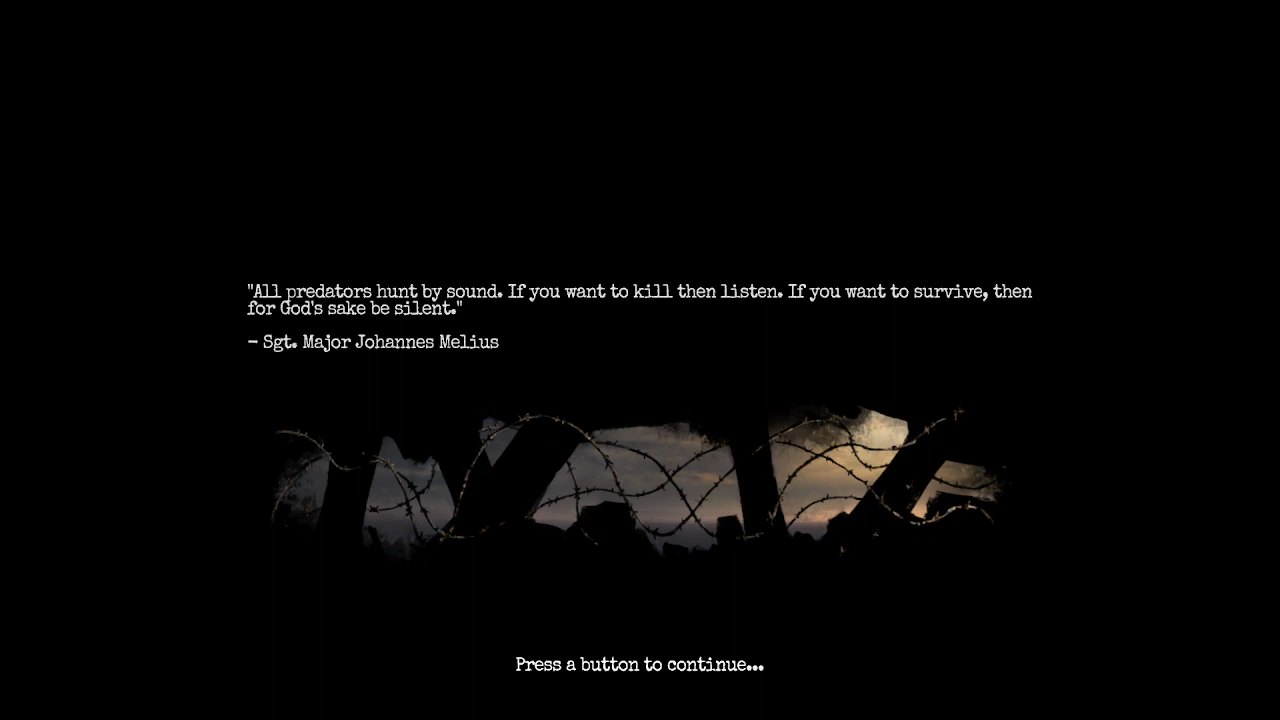 "All predators hunt by sound. If you want to kill then listen. If you want to survive, then
for God's sake be silent."
- Sgt. Major Johannes Melius
Press a button to continue...